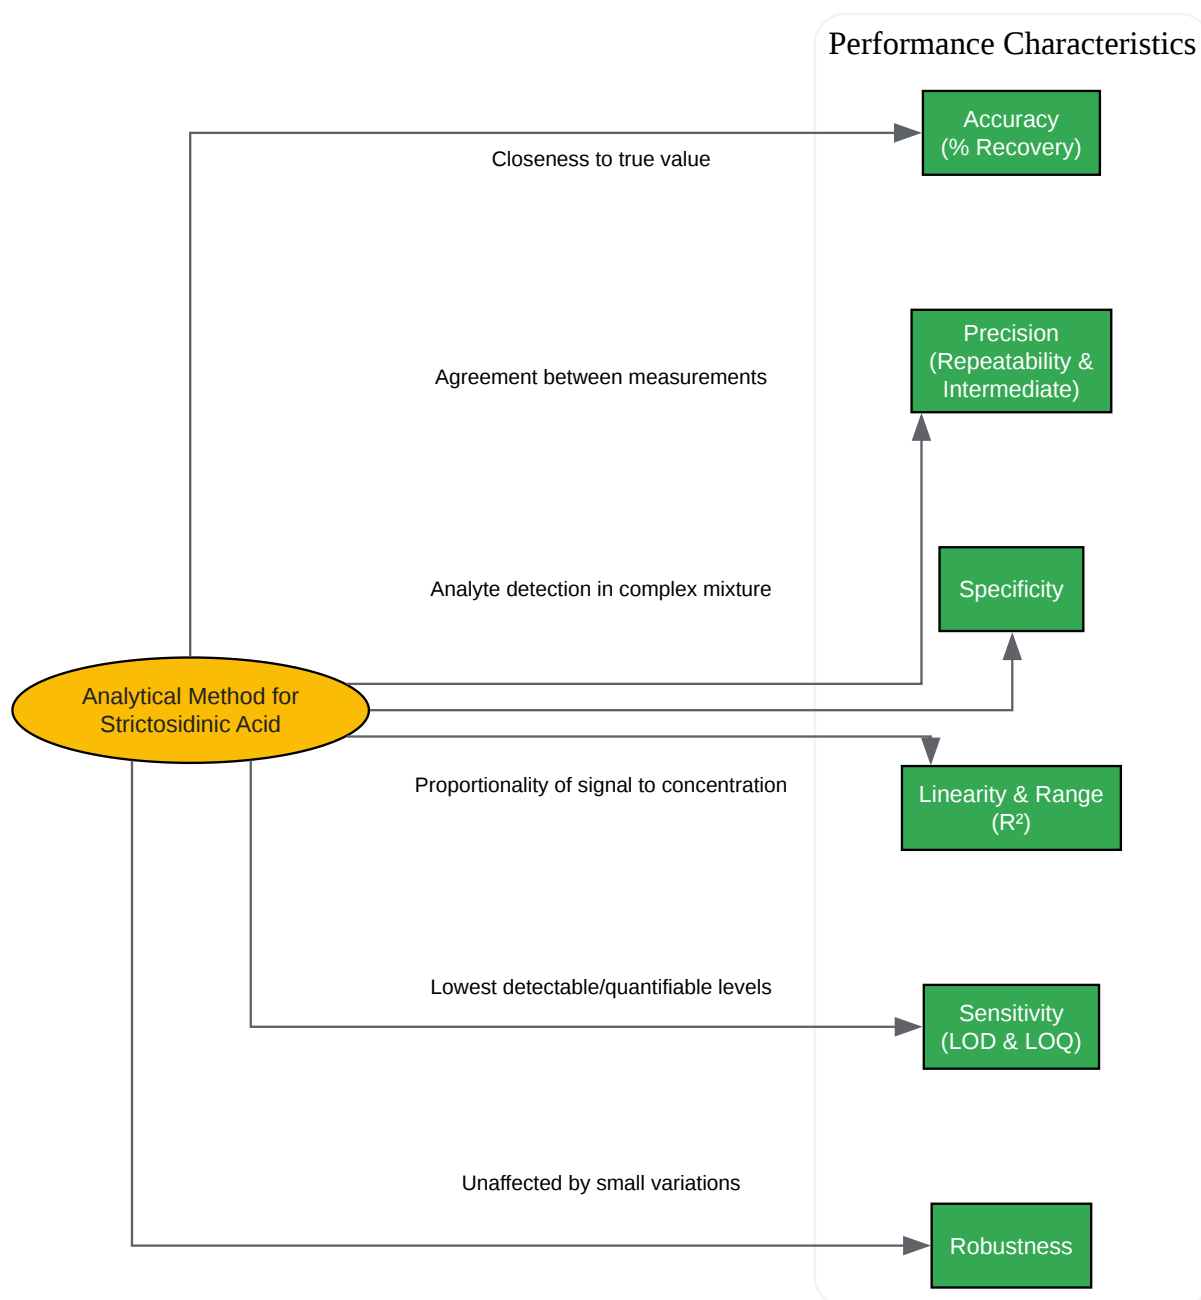 Performance Characteristics
Accuracy
(% Recovery)
Closeness to true value
Precision
(Repeatability &
Intermediate)
Agreement between measurements
Analyte detection in complex mixture
Specificity
Analytical Method for
Strictosidinic Acid
Proportionality of signal to concentration
Linearity & Range
(R²)
Lowest detectable/quantifiable levels
Sensitivity
(LOD & LOQ)
Unaffected by small variations
Robustness